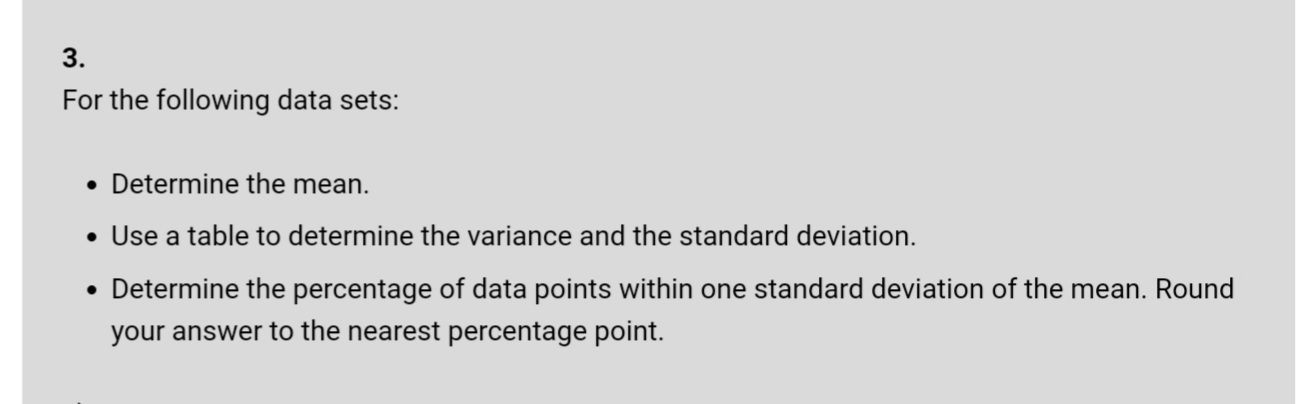 3.
For the following data sets:
• Determine the mean.
• Use a table to determine the variance and the standard deviation.
• Determine the percentage of data points within one standard deviation of the mean. Round
your answer to the nearest percentage point.